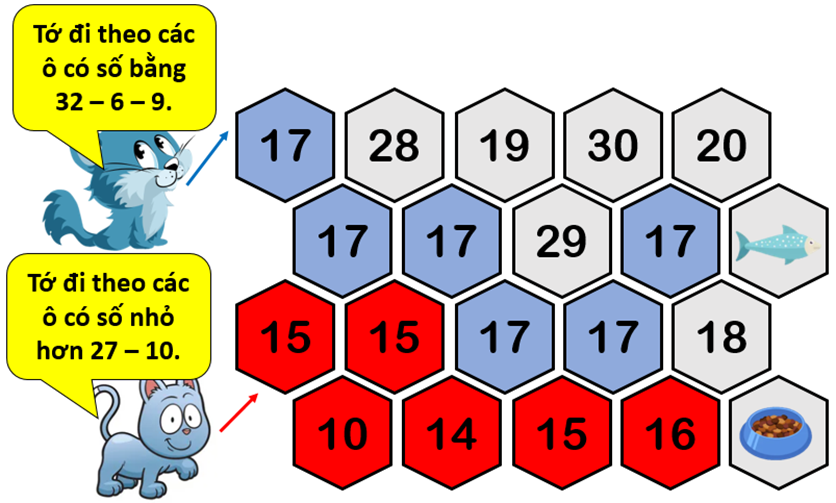 Tớ đi theo các
ô có số bằng
32 – 6 – 9.
17 28 19 30 20
17 17 29 17
Tớ đi theo các
ô có số nhỏ
hơn 27 – 10.
15 15 17 17 18
10 14 15 16